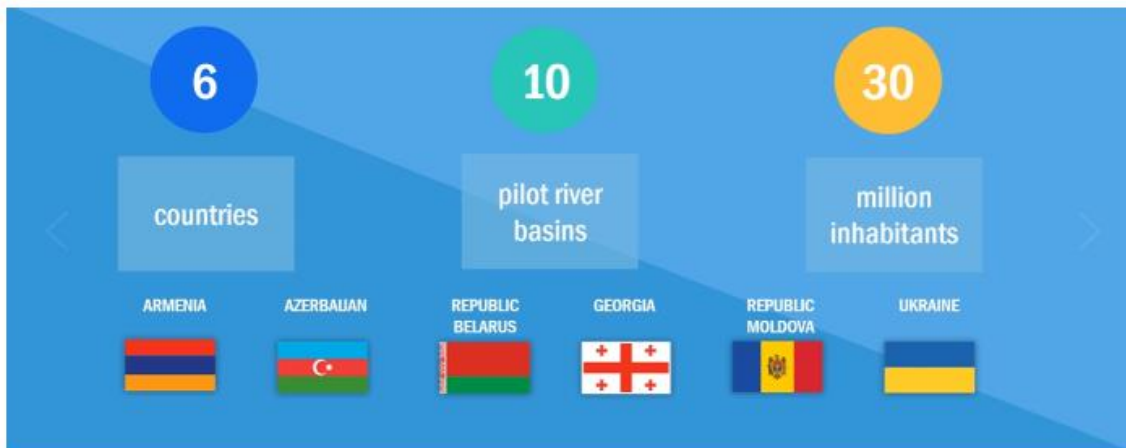 6
10
30
countries
pilot river
basins
million
inhabitants
ARMENIA
AZERBAIJAN
REPUBLIC
BELARUS
GEORGIA
REPUBLIC
MOLDOVA
UKRAINE